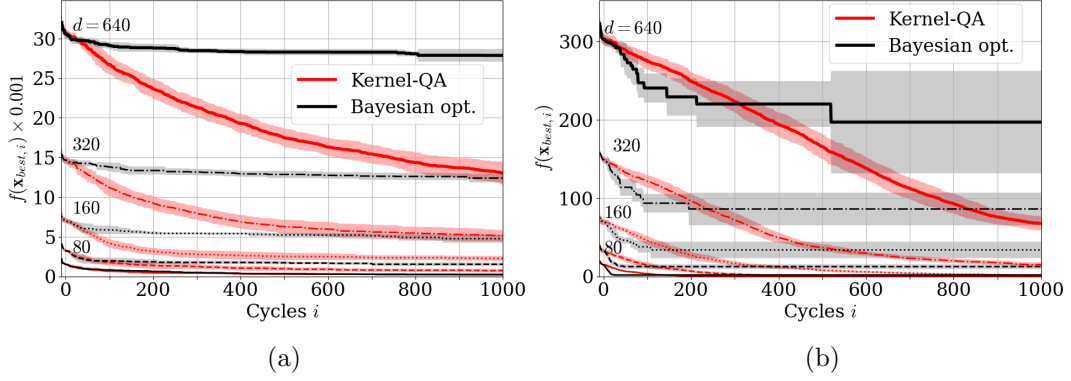 f(x_{best,i}) × 0.001
30
25
20
15
10
5
0
d = 640
320
160
80
Kernel-QA
Bayesian opt.
0 200 400 600 800 1000
Cycles i
(a)
f(x_{best,i})
300
200
100
0
d = 640
320
160
80
Kernel-QA
Bayesian opt.
0 200 400 600 800 1000
Cycles i
(b)